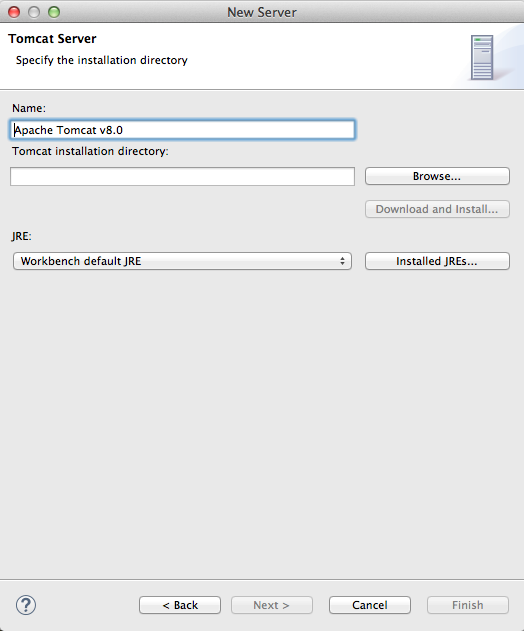 New Server
Tomcat Server
Specify the installation directory
Name:
Apache Tomcat v8.0
Tomcat installation directory:
Browse...
Download and Install...
JRE:
Workbench default JRE
Installed JREs...
?
< Back
Next >
Cancel
Finish